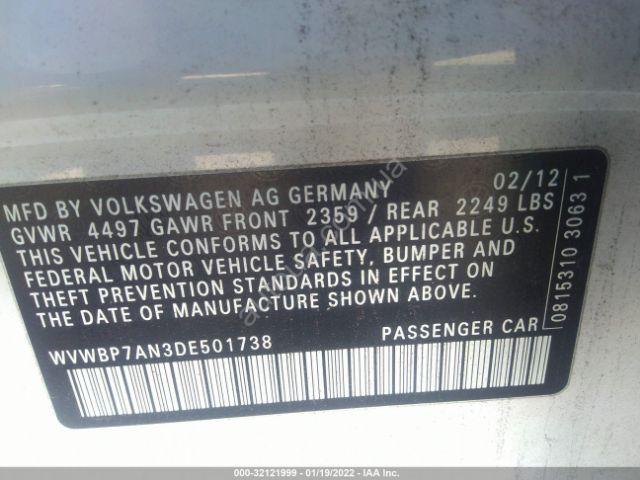 MFD BY VOLKSWAGEN AG GERMANY 02/12
GVWR 4497 GAWR FRONT 2359 / REAR 2249 LBS
THIS VEHICLE CONFORMS TO ALL APPLICABLE U.S.
FEDERAL MOTOR VEHICLE SAFETY, BUMPER AND
THEFT PREVENTION STANDARDS IN EFFECT ON
THE DATE OF MANUFACTURE SHOWN ABOVE.
WVWBP7AN3DE501738 PASSENGER CAR
0815310 3063 1
000-32121999 - 01/19/2022 - IAA Inc.